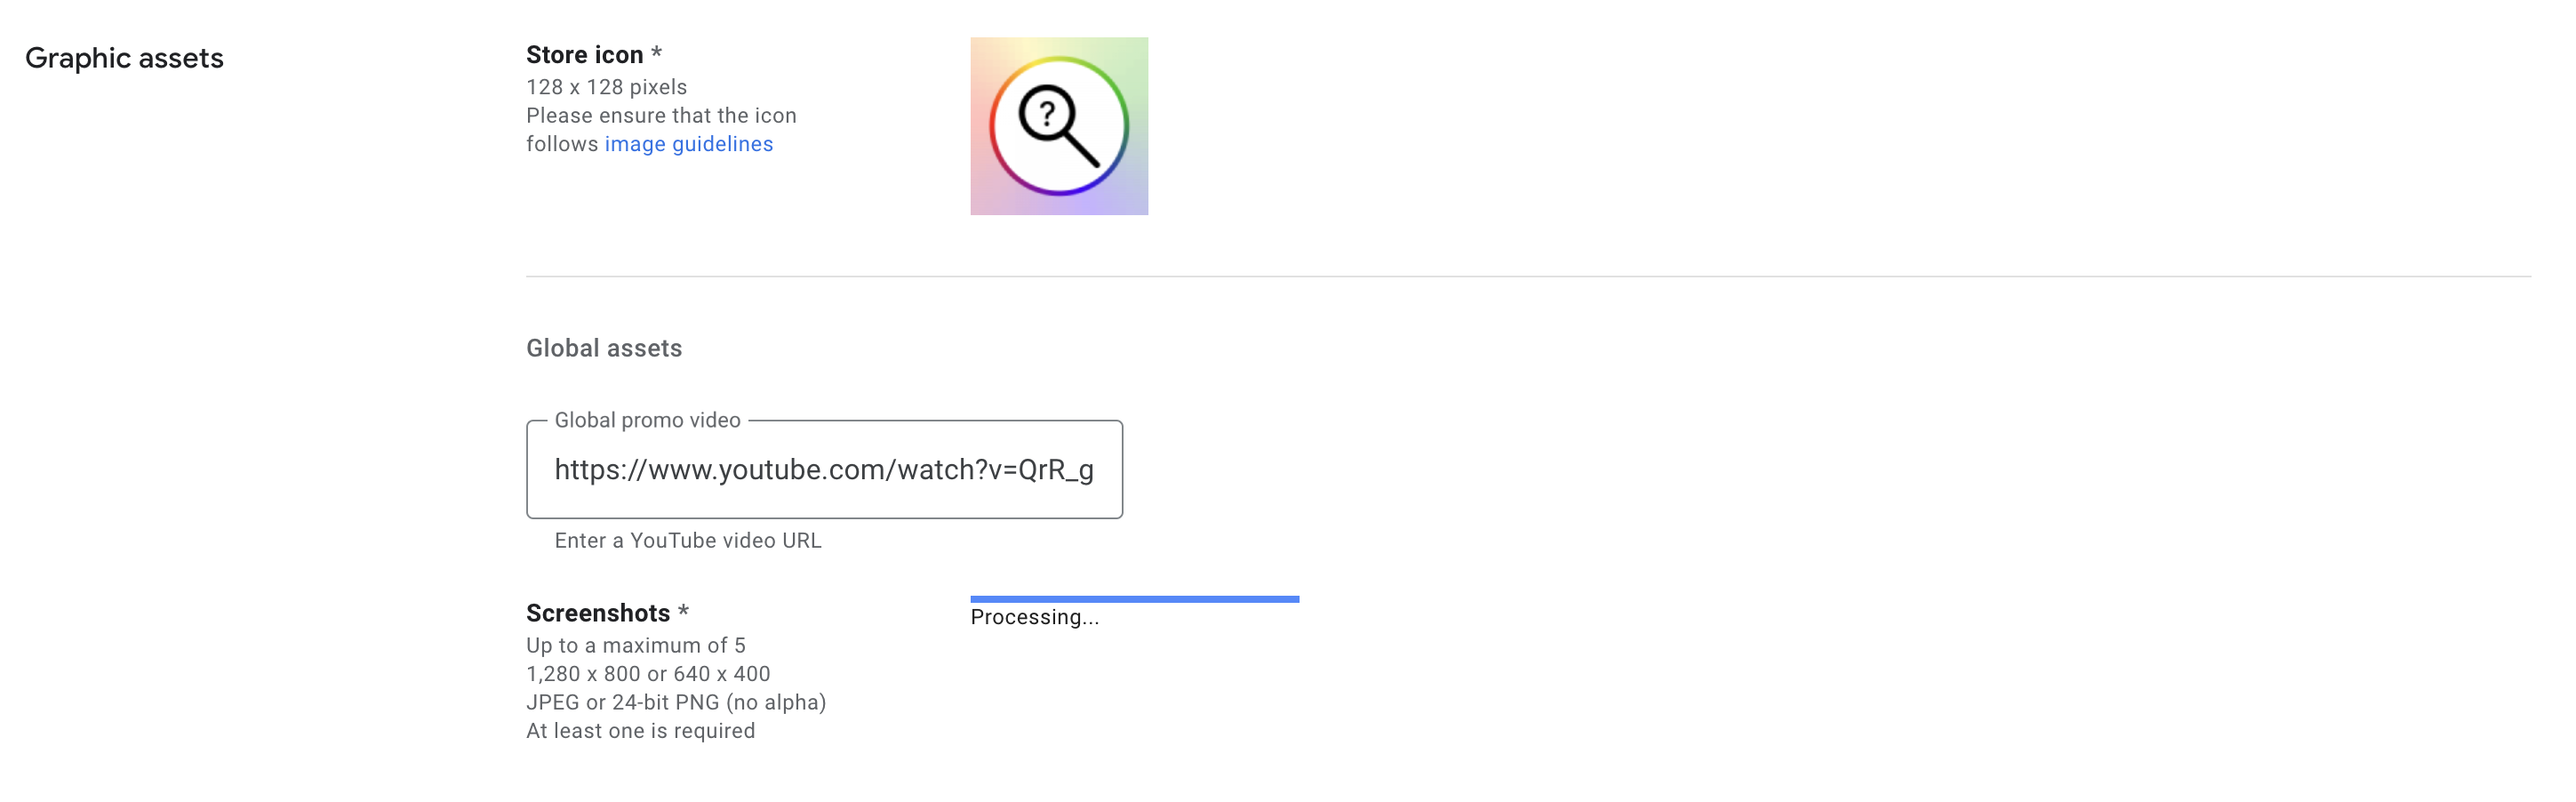 Graphic assets
Store icon *
128 x 128 pixels
Please ensure that the icon
follows image guidelines
?
Global assets
Global promo video
https://www.youtube.com/watch?v=QrR_g
Enter a YouTube video URL
Screenshots *
Up to a maximum of 5
1,280 x 800 or 640 x 400
JPEG or 24-bit PNG (no alpha)
At least one is required
Processing...